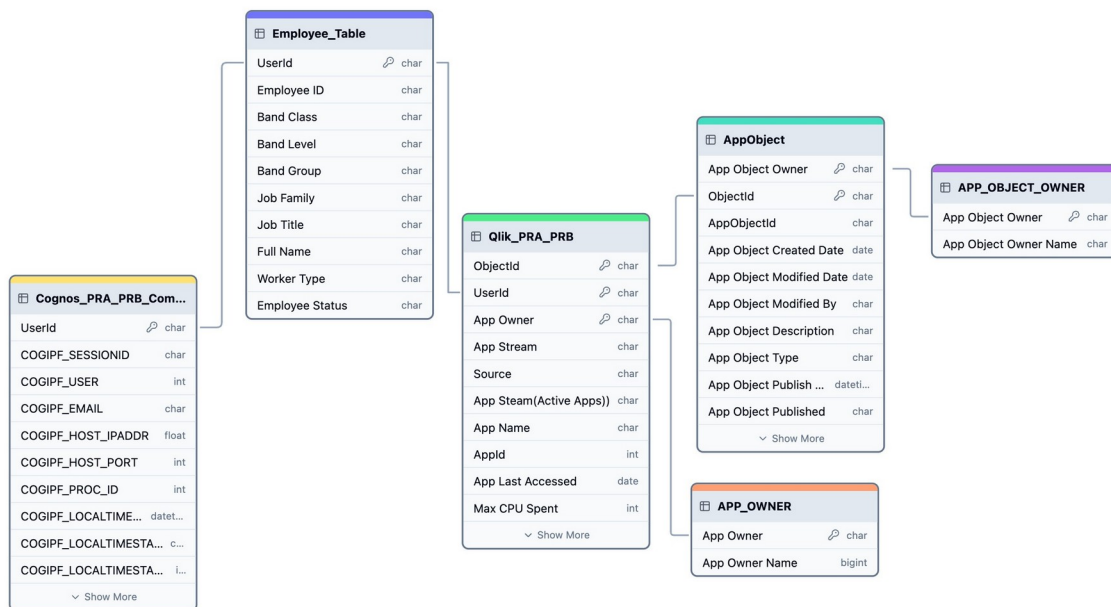 Employee_Table
UserId char
Employee ID char
Band Class char
Band Level char
Band Group char
Job Family char
Job Title char
Full Name char
Worker Type char
Employee Status char
AppObject
App Object Owner char
ObjectId char
AppObjectId char
App Object Created Date date
App Object Modified Date date
App Object Modified By char
App Object Description char
App Object Type char
App Object Publish ... dateti...
App Object Published char
Show More
APP_OBJECT_OWNER
App Object Owner char
App Object Owner Name char
Qlik_PRA_PRB
ObjectId char
UserId char
App Owner char
App Stream char
Source char
App Steam(Active Apps)) char
App Name char
AppId int
App Last Accessed date
Max CPU Spent int
Show More
Cognos_PRA_PRB_Com...
UserId char
COGIPF_SESSIONID char
COGIPF_USER int
COGIPF_EMAIL char
COGIPF_HOST_IPADDR float
COGIPF_HOST_PORT int
COGIPF_PROC_ID int
COGIPF_LOCALTIME... datet...
COGIPF_LOCALTIMESTA... c...
COGIPF_LOCALTIMESTA... i...
Show More
APP_OWNER
App Owner char
App Owner Name bigint